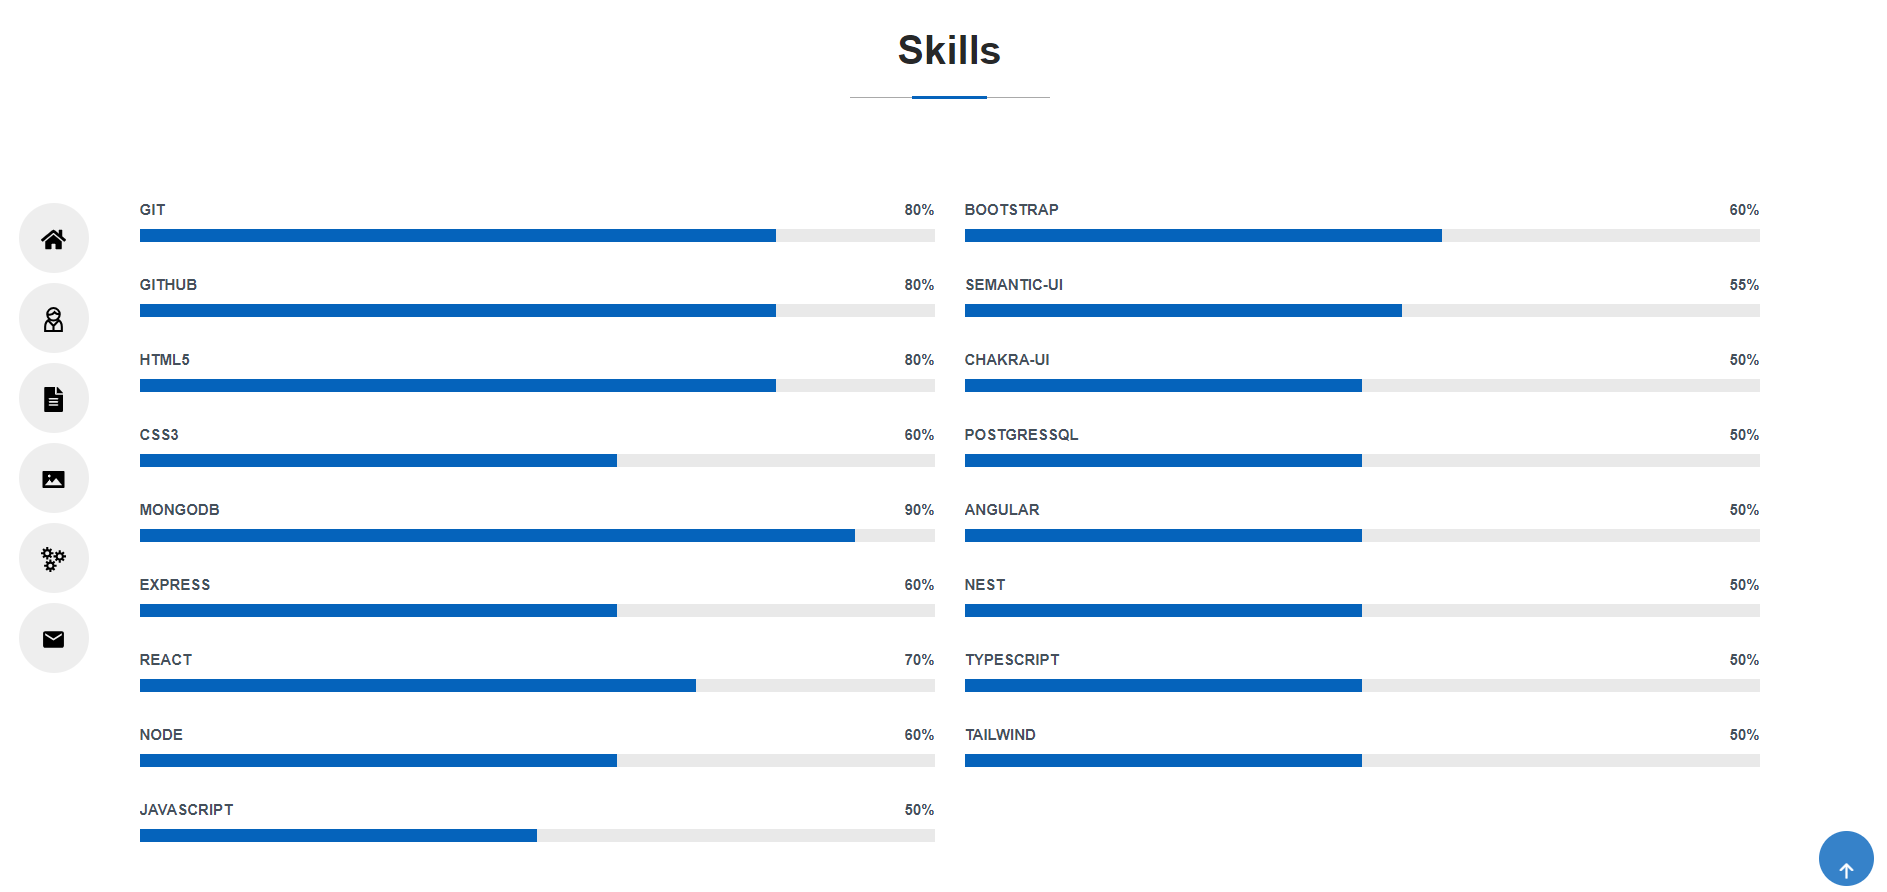 Skills
GIT 80%
GITHUB 80%
HTML5 80%
CSS3 60%
MONGODB 90%
EXPRESS 60%
REACT 70%
NODE 60%
JAVASCRIPT 50%
BOOTSTRAP 60%
SEMANTIC-UI 55%
CHAKRA-UI 50%
POSTGRESSQL 50%
ANGULAR 50%
NEST 50%
TYPESCRIPT 50%
TAILWIND 50%